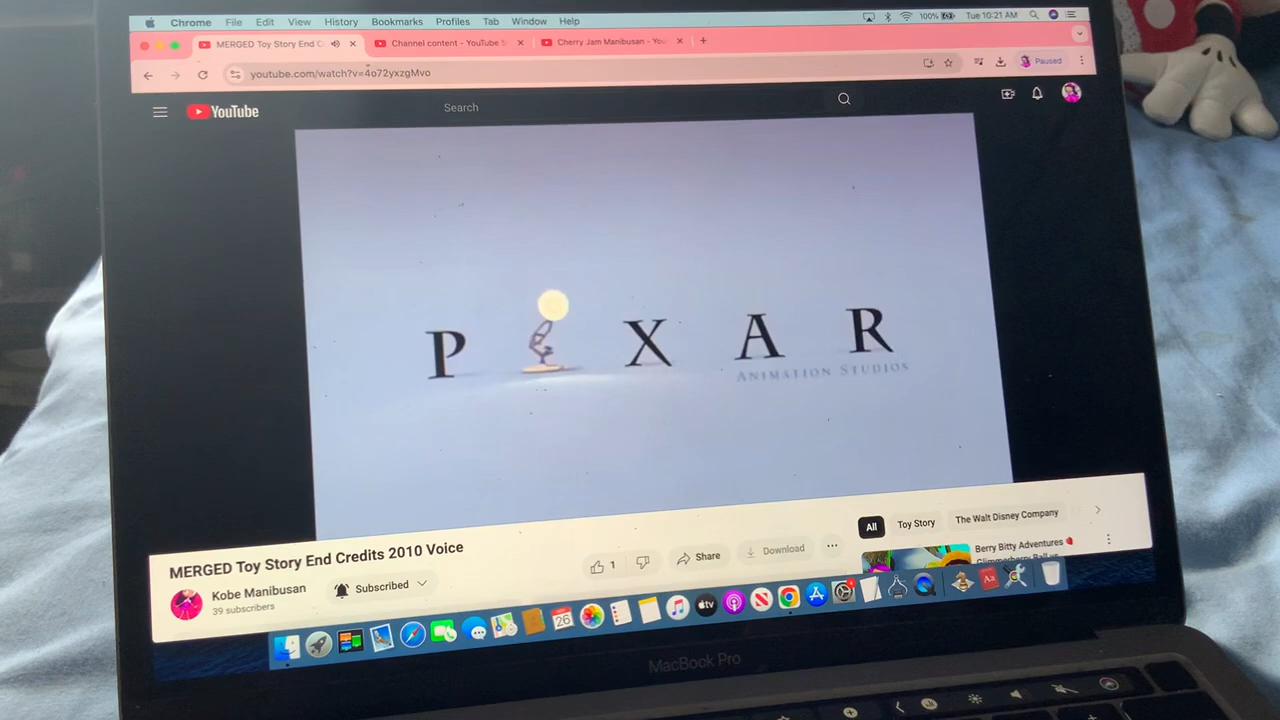 Chrome File Edit View History Bookmarks Profiles Tab Window Help 100% Tue 10:21 AM
MERGED Toy Story End C Channel content - YouTube S Cherry Jam Manibusan - You
youtube.com/watch?v=4o72yxzgMvo Paused
YouTube Search
P X A R
ANIMATION STUDIOS
All Toy Story The Walt Disney Company
MERGED Toy Story End Credits 2010 Voice
1 Share Download
Berry Bitty Adventures
Kobe Manibusan
39 subscribers
Subscribed
26
tv
Aa
MacBook Pro